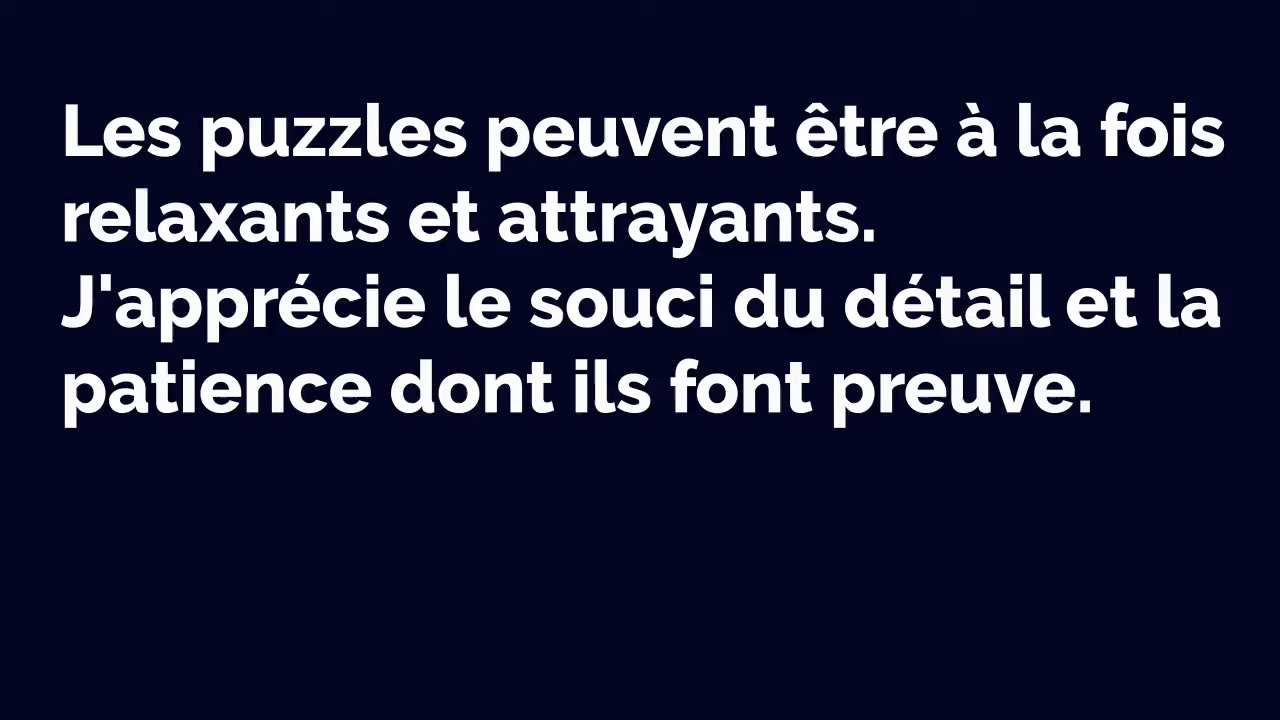 Les puzzles peuvent être à la fois
relaxants et attrayants.
J'apprécie le souci du détail et la
patience dont ils font preuve.